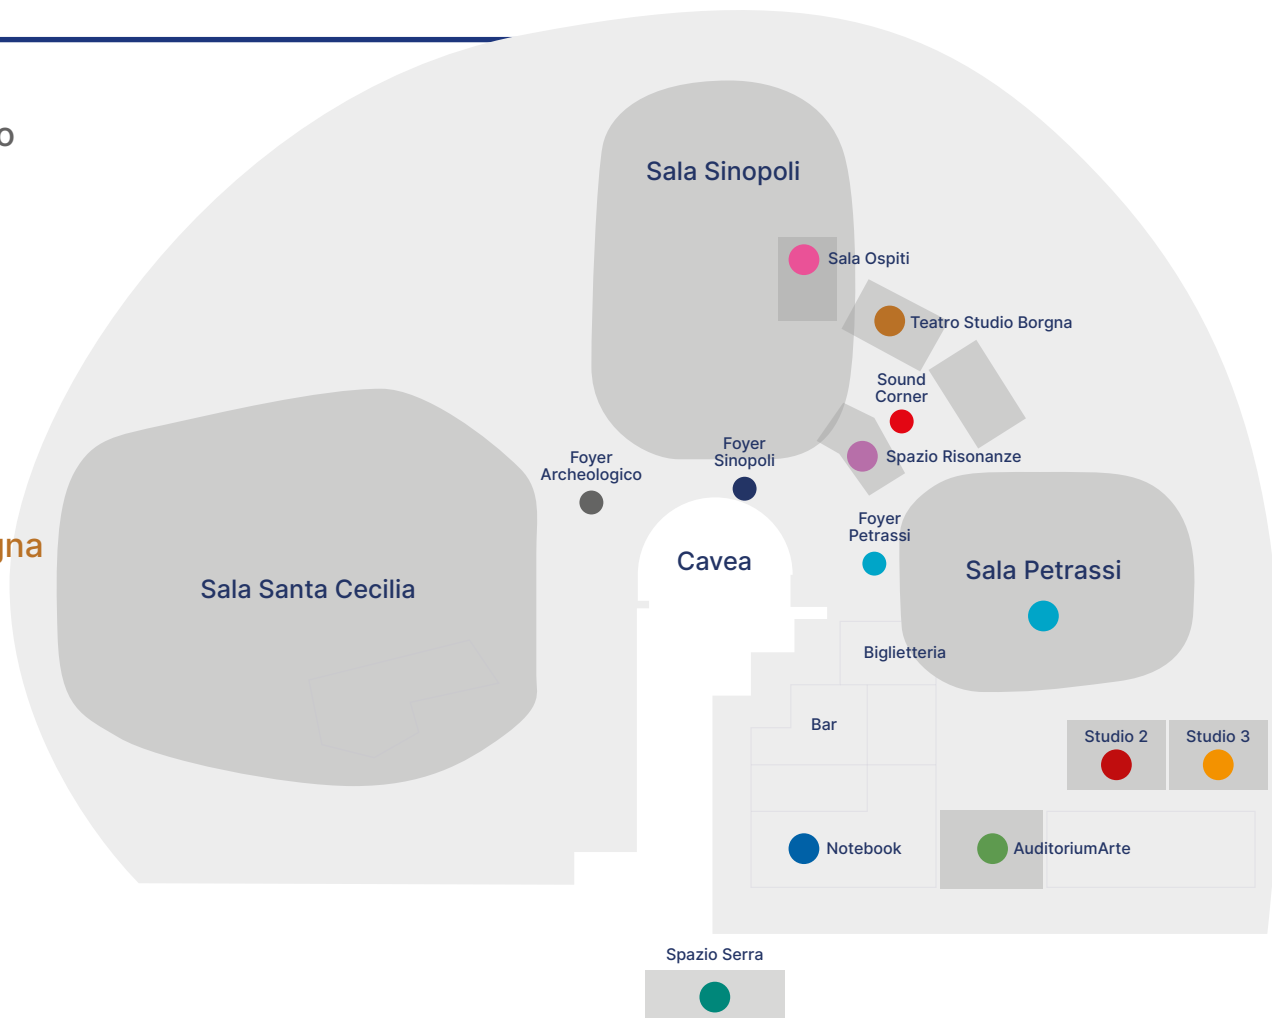 o
Sala Sinopoli
Sala Ospiti
Teatro Studio Borgna
Sound
Corner
Foyer
Sinopoli
Foyer
Archeologico
Spazio Risonanze
Foyer
Petrassi
gna
Cavea
Sala Petrassi
Sala Santa Cecilia
Biglietteria
Bar
Studio 2
Studio 3
Notebook
AuditoriumArte
Spazio Serra